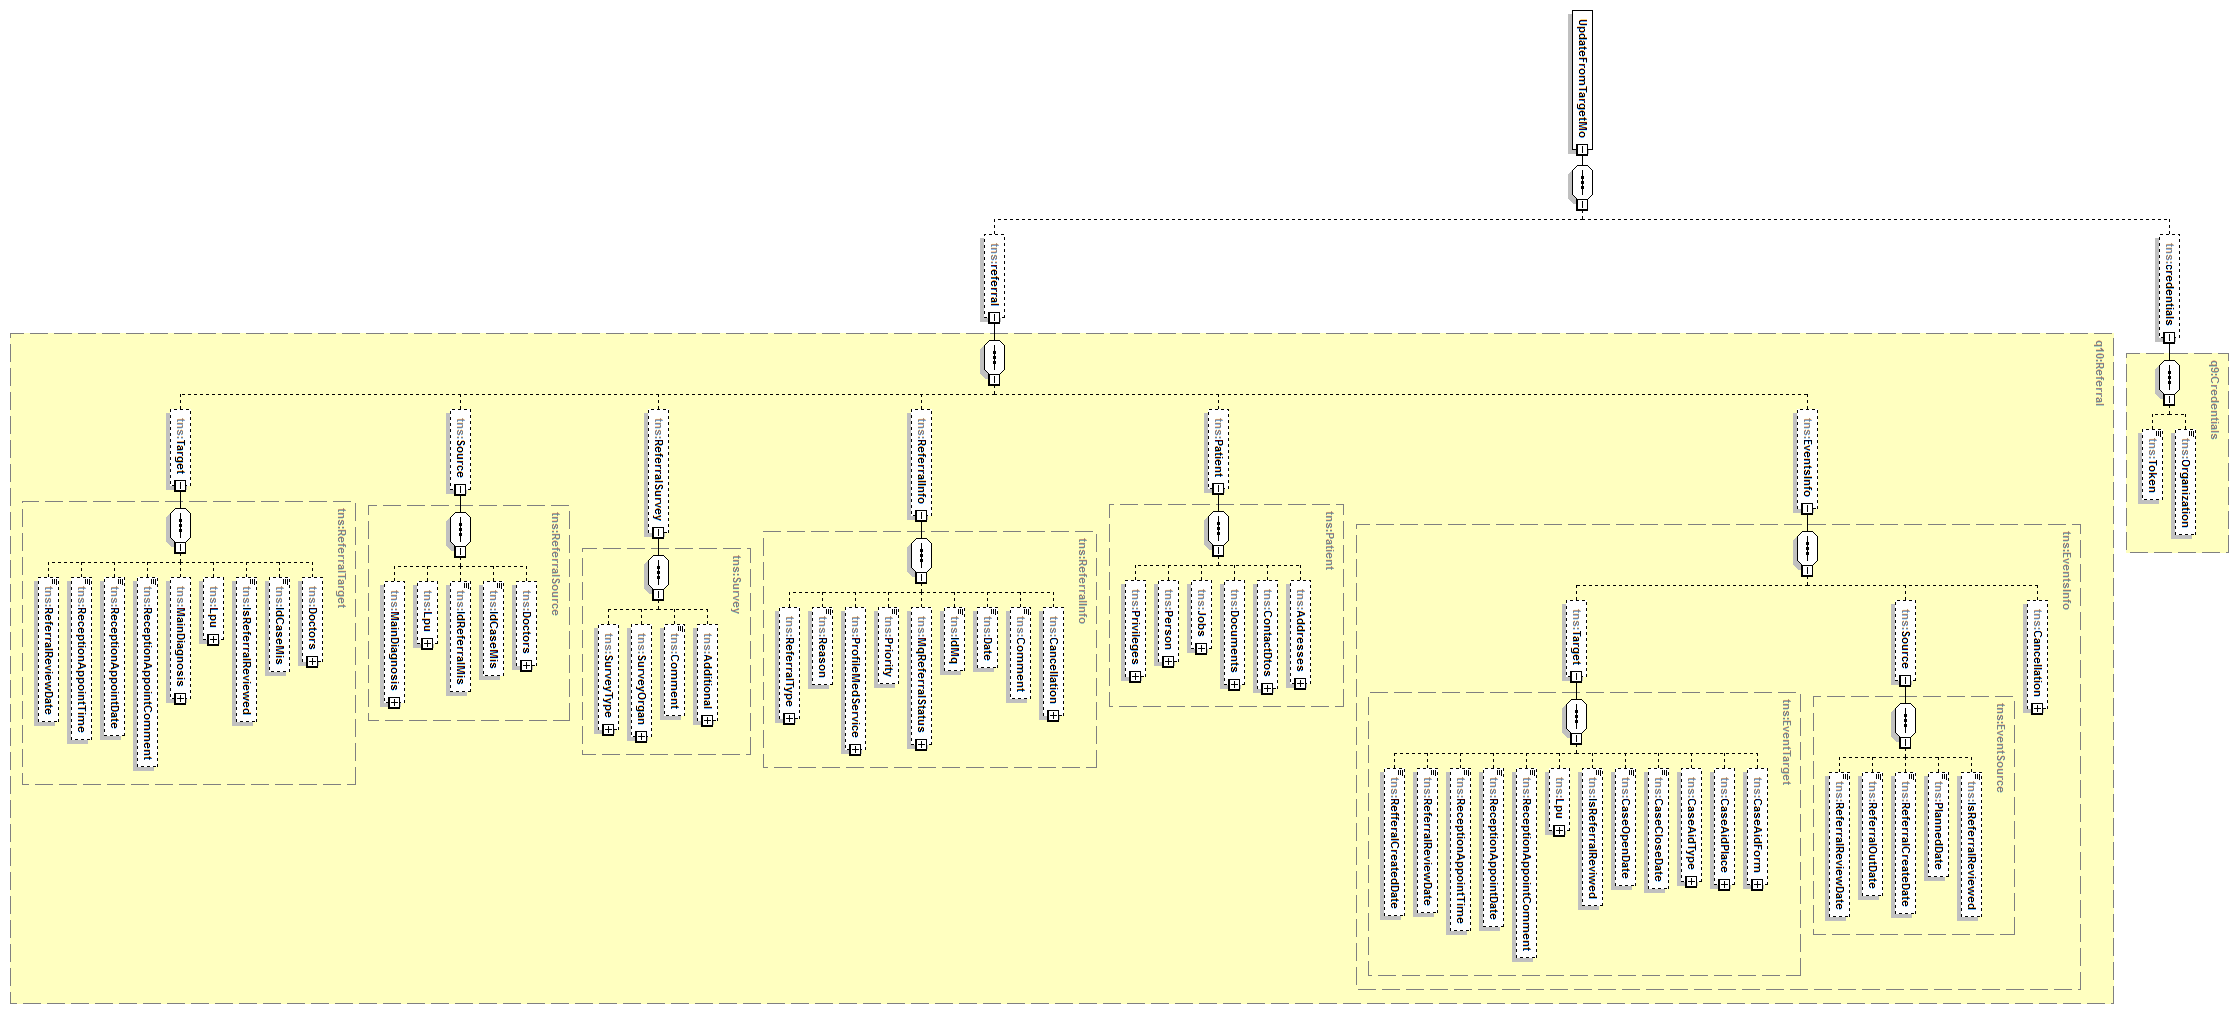 UpdateFromTargetMo
q9:Credentials
tns:credentials
tns:Organization
tns:Token
q10:Referral
tns:referral
tns:EventsInfo
tns:EventsInfo
tns:Cancellation
tns:EventSource
tns:Source
tns:IsReferralReviewed
tns:PlannedDate
tns:ReferralCreateDate
tns:ReferralOutDate
tns:ReferralReviewDate
tns:EventTarget
tns:Target
tns:CaseAidForm
tns:CaseAidPlace
tns:CaseAidType
tns:CaseCloseDate
tns:CaseOpenDate
tns:IsReferralReviwed
tns:Lpu
tns:ReceptionAppointComment
tns:ReceptionAppointDate
tns:ReceptionAppointTime
tns:ReferralReviewDate
tns:RefferalCreatedDate
tns:Patient
tns:Patient
tns:Addresses
tns:ContactDtos
tns:Documents
tns:Jobs
tns:Person
tns:Privileges
tns:ReferralInfo
tns:ReferralInfo
tns:Cancellation
tns:Comment
tns:Date
tns:IdMq
tns:MqReferralStatus
tns:Priority
tns:ProfileMedService
tns:Reason
tns:ReferralType
tns:Survey
tns:ReferralSurvey
tns:Additional
tns:Comment
tns:SurveyOrgan
tns:SurveyType
tns:ReferralSource
tns:Source
tns:Doctors
tns:IdCaseMis
tns:IdReferralMis
tns:Lpu
tns:MainDiagnosis
tns:ReferralTarget
tns:Target
tns:Doctors
tns:IdCaseMis
tns:IsReferralReviewed
tns:Lpu
tns:MainDiagnosis
tns:ReceptionAppointComment
tns:ReceptionAppointDate
tns:ReceptionAppointTime
tns:ReferralReviewDate